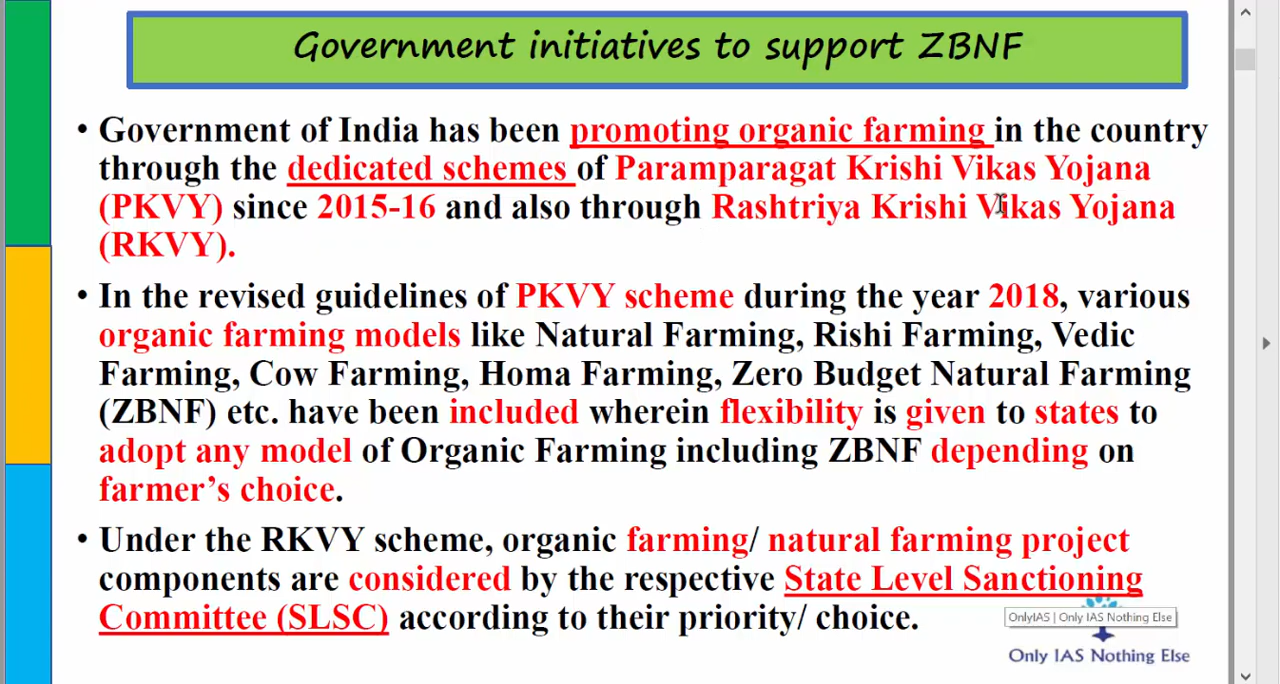 Government initiatives to support ZBNF
• Government of India has been promoting organic farming in the country
through the dedicated schemes of Paramparagat Krishi Vikas Yojana
(PKVY) since 2015-16 and also through Rashtriya Krishi Vikas Yojana
(RKVY).
• In the revised guidelines of PKVY scheme during the year 2018, various
organic farming models like Natural Farming, Rishi Farming, Vedic
Farming, Cow Farming, Homa Farming, Zero Budget Natural Farming
(ZBNF) etc. have been included wherein flexibility is given to states to
adopt any model of Organic Farming including ZBNF depending on
farmer’s choice.
• Under the RKVY scheme, organic farming/ natural farming project
components are considered by the respective State Level Sanctioning
Committee (SLSC) according to their priority/ choice.
OnlyIAS | Only IAS Nothing Else
Only IAS Nothing Else